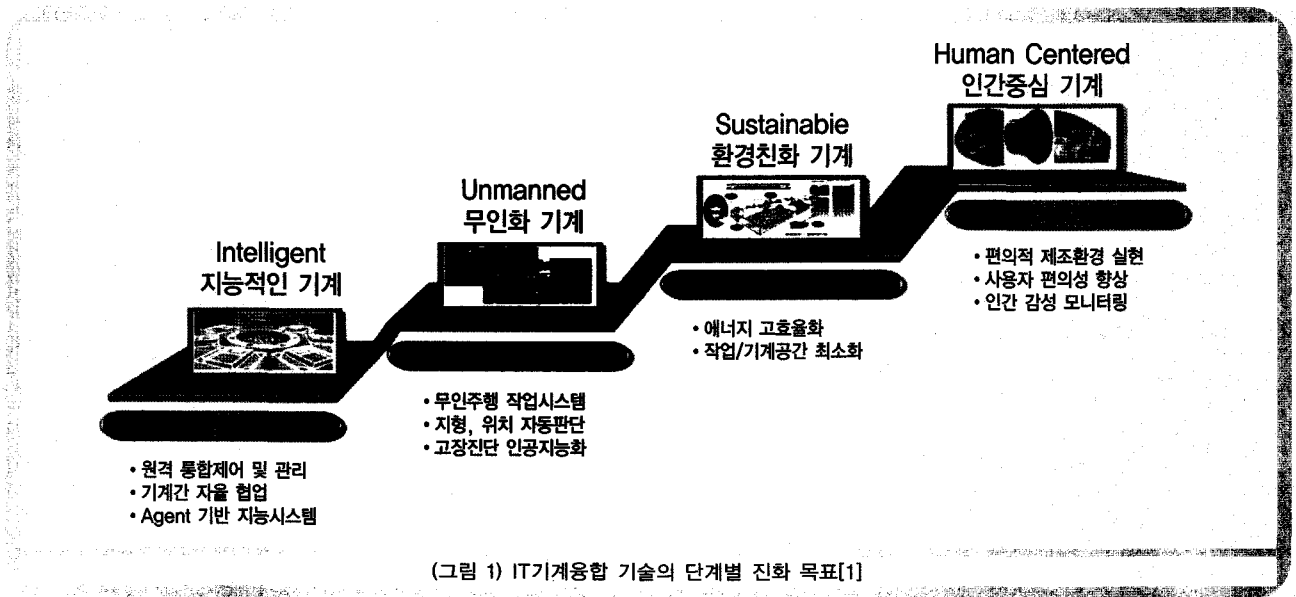 Intelligent
지능적인 기계
• 원격 통합제어 및 관리
• 기계간 자율 협업
• Agent 기반 지능시스템
Unmanned
무인화 기계
• 무인주행 작업시스템
• 지형, 위치 자동판단
• 고장진단 인공지능화
Sustainabie
환경친화 기계
• 에너지 고효율화
• 작업/기계공간 최소화
Human Centered
인간중심 기계
• 편의적 제조환경 실현
• 사용자 편의성 향상
• 인간 감성 모니터링
(그림 1) IT기계융합 기술의 단계별 진화 목표[1]